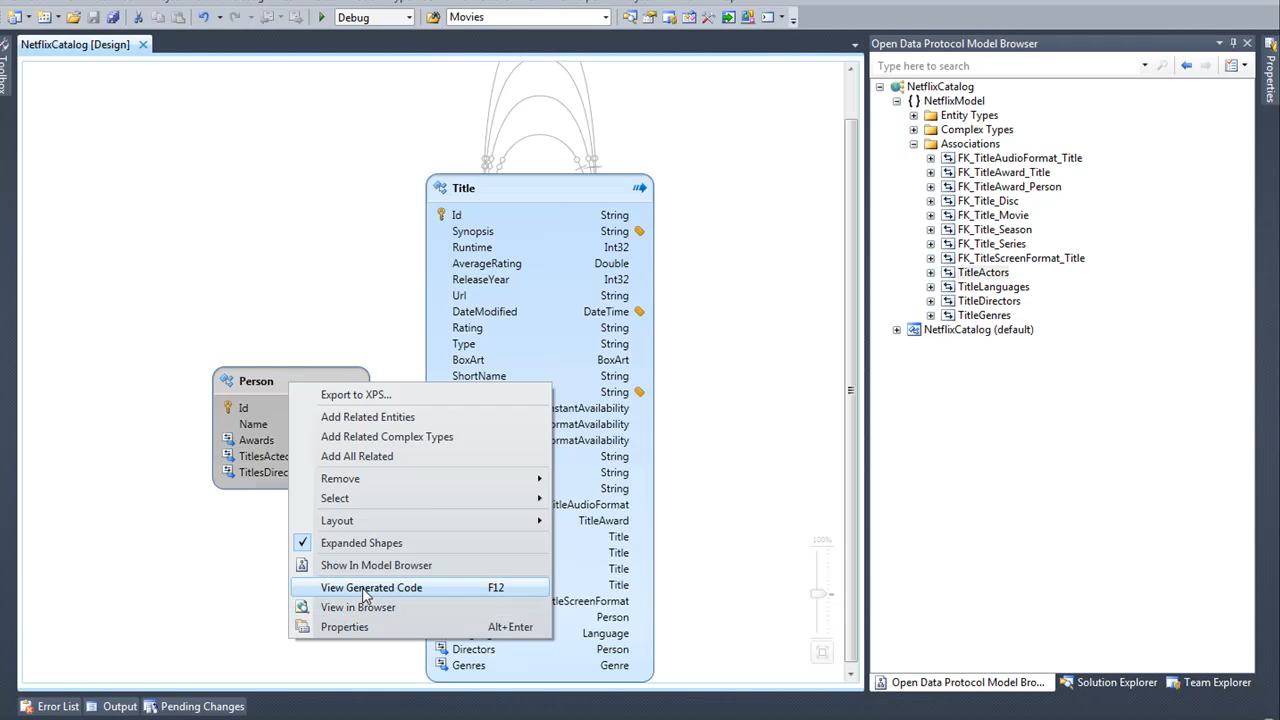 Debug
Movies
NetflixCatalog [Design]
Toolbox
Title
Id String
Synopsis String
Runtime Int32
AverageRating Double
ReleaseYear Int32
Url String
DateModified DateTime
Rating String
Type String
BoxArt BoxArt
ShortName String
String
String
String
String
TitleAward
Title
Title
Title
Title
Person
Language
Directors Person
Genres Genre
Person
Id
Name
Awards
Export to XPS...
Add Related Entities
Add Related Complex Types
Add All Related
Remove
Select
Layout
Expanded Shapes
Show In Model Browser
View Generated Code F12
View in Browser
Properties Alt+Enter
100%
Open Data Protocol Model Browser
Type here to search
NetflixCatalog
{ } NetflixModel
Entity Types
Complex Types
Associations
FK_TitleAudioFormat_Title
FK_TitleAward_Title
FK_TitleAward_Person
FK_Title_Disc
FK_Title_Movie
FK_Title_Season
FK_Title_Series
FK_TitleScreenFormat_Title
TitleActors
TitleLanguages
TitleDirectors
TitleGenres
NetflixCatalog (default)
Properties
Open Data Protocol Model Bro...
Solution Explorer
Team Explorer
Error List
Output
Pending Changes